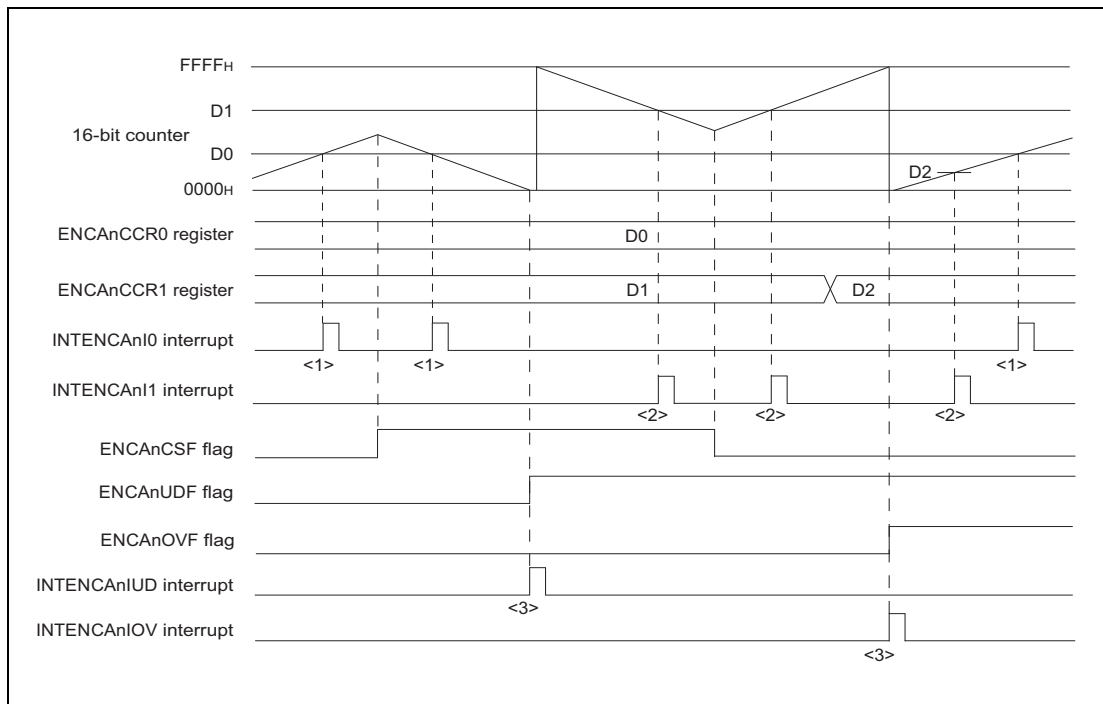 FFFFH
D1
16-bit counter
D0
D2
0000H
ENCAnCCR0 register
D0
ENCAnCCR1 register
D1
D2
INTENCAnI0 interrupt
<1>
<1>
<1>
INTENCAnI1 interrupt
<2>
<2>
<2>
ENCAnCSF flag
ENCAnUDF flag
ENCAnOVF flag
INTENCAnIUD interrupt
<3>
INTENCAnIOV interrupt
<3>